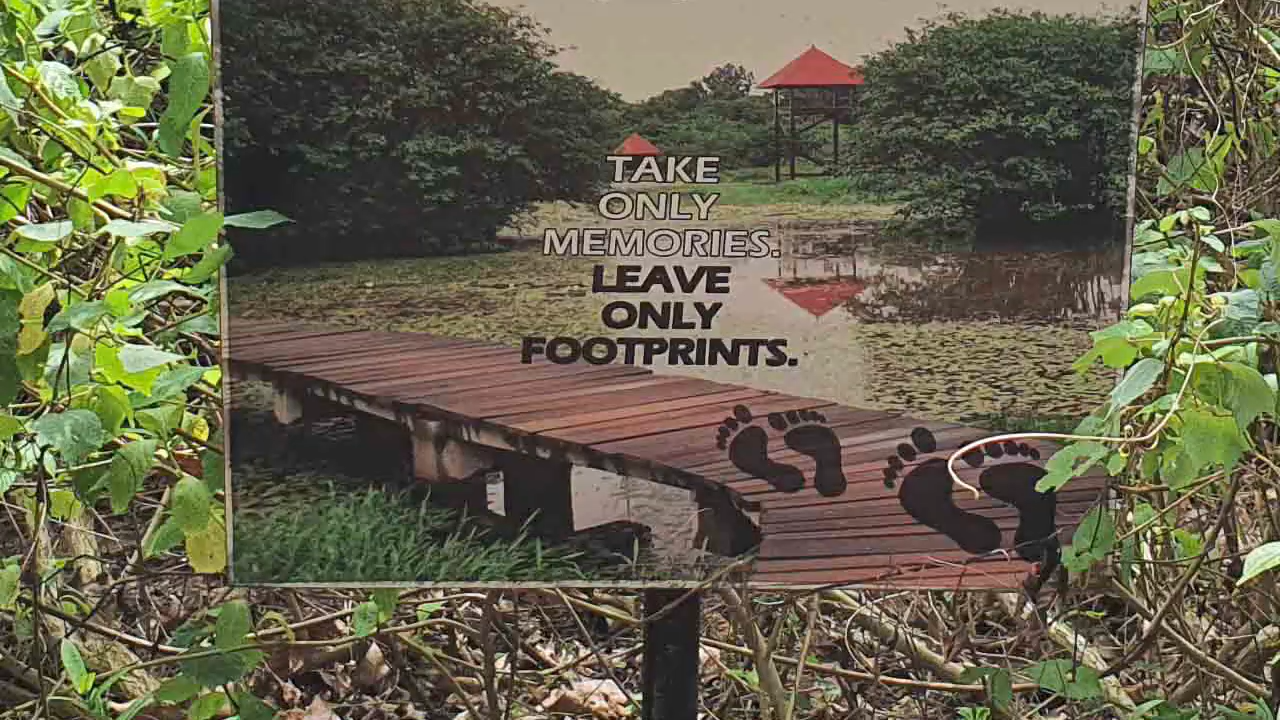 TAKE
ONLY
MEMORIES.
LEAVE
ONLY
FOOTPRINTS.